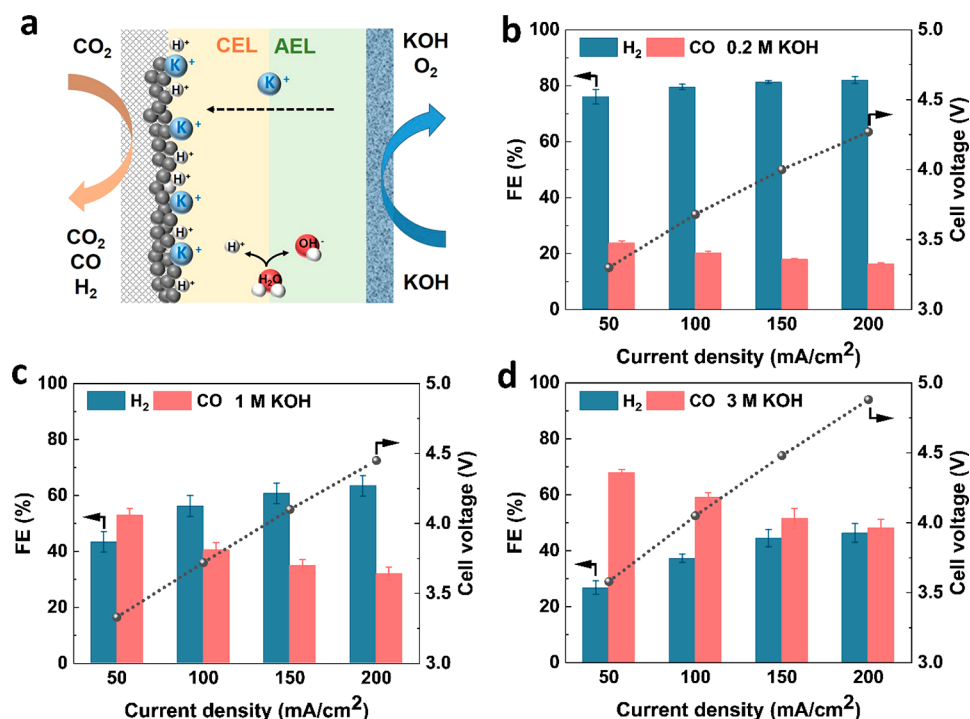 a
CO₂
H⁺
K⁺
H⁺
K⁺
H⁺
H⁺
K⁺
H⁺
K⁺
H⁺
CEL AEL
K⁺
H⁺
OH⁻
H₂O
KOH
O₂
KOH
CO₂
CO
H₂
b
H₂ CO 0.2 M KOH
FE (%)
100
80
60
40
20
0
50 100 150 200
Current density (mA/cm²)
5.0
4.5
4.0
3.5
3.0
Cell voltage (V)
c
H₂ CO 1 M KOH
FE (%)
100
80
60
40
20
0
50 100 150 200
Current density (mA/cm²)
5.0
4.5
4.0
3.5
3.0
Cell voltage (V)
d
H₂ CO 3 M KOH
FE (%)
100
80
60
40
20
0
50 100 150 200
Current density (mA/cm²)
5.0
4.5
4.0
3.5
3.0
Cell voltage (V)